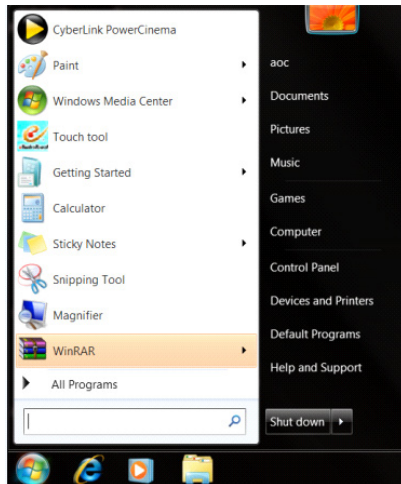 CyberLink PowerCinema
Paint
Windows Media Center
Touch tool
Getting Started
Calculator
Sticky Notes
Snipping Tool
Magnifier
WinRAR
All Programs
aoc
Documents
Pictures
Music
Games
Computer
Control Panel
Devices and Printers
Default Programs
Help and Support
Shut down